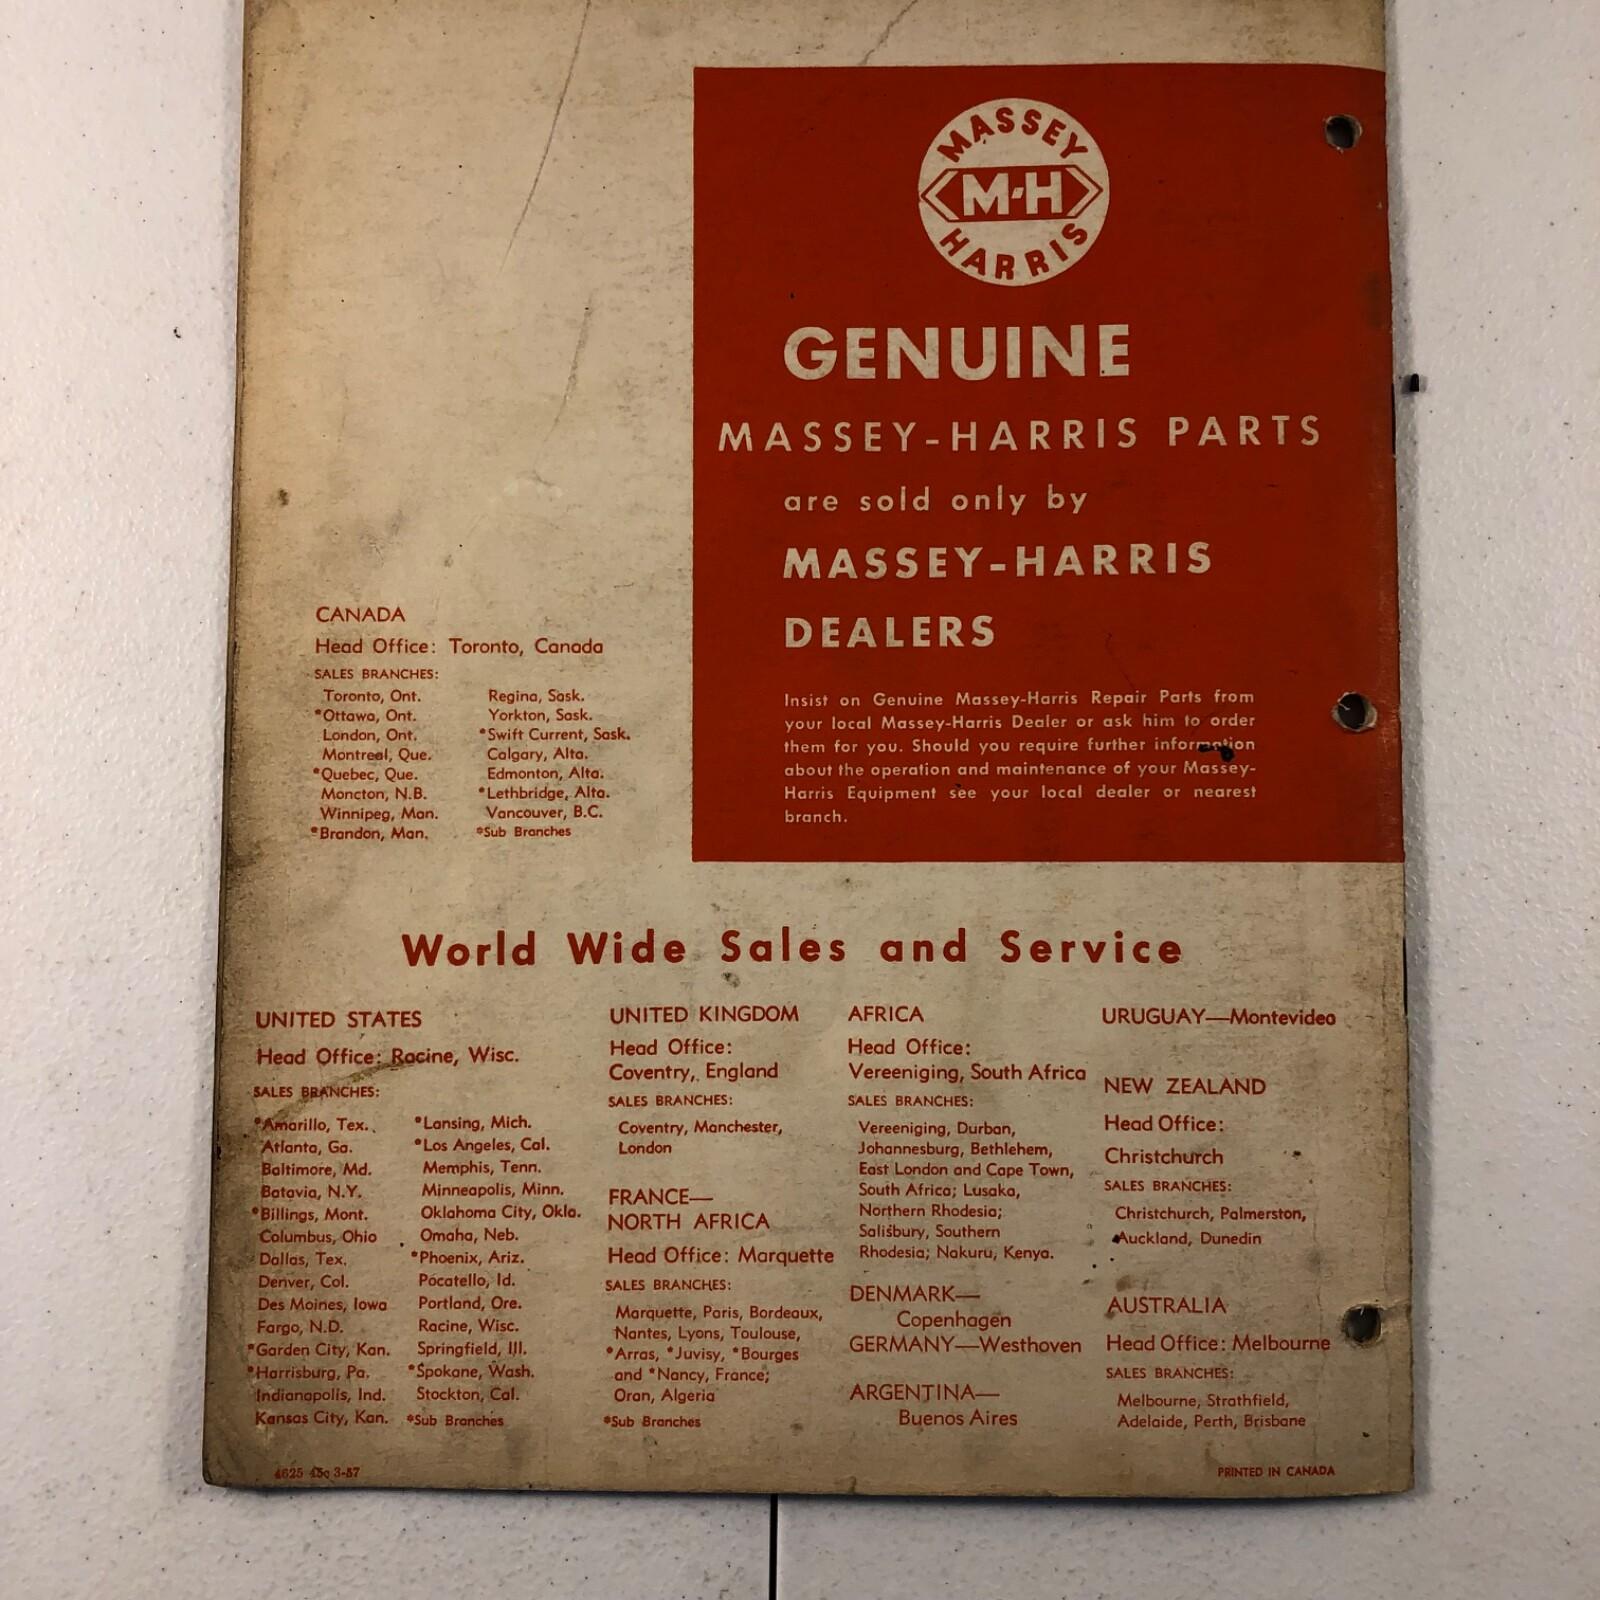 MASSEY
M-H
HARRIS
GENUINE
MASSEY-HARRIS PARTS
are sold only by
MASSEY-HARRIS
DEALERS
Insist on Genuine Massey-Harris Repair Parts from
your local Massey-Harris Dealer or ask him to order
them for you. Should you require further information
about the operation and maintenance of your Massey-
Harris Equipment see your local dealer or nearest
branch.
CANADA
Head Office: Toronto, Canada
SALES BRANCHES:
Toronto, Ont.
*Ottawa, Ont.
London, Ont.
Montreal, Que.
*Quebec, Que.
Moncton, N.B.
Winnipeg, Man.
*Brandon, Man.
Regina, Sask.
Yorkton, Sask.
*Swift Current, Sask.
Calgary, Alta.
Edmonton, Alta.
*Lethbridge, Alta.
Vancouver, B.C.
*Sub Branches
World Wide Sales and Service
UNITED STATES
Head Office: Racine, Wisc.
SALES BRANCHES:
*Amarillo, Tex.
Atlanta, Ga.
Baltimore, Md.
Batavia, N.Y.
*Billings, Mont.
Columbus, Ohio
Dallas, Tex.
Denver, Col.
Des Moines, Iowa
Fargo, N.D.
*Garden City, Kan.
*Harrisburg, Pa.
Indianapolis, Ind.
Kansas City, Kan.
*Lansing, Mich.
*Los Angeles, Cal.
Memphis, Tenn.
Minneapolis, Minn.
Oklahoma City, Okla.
Omaha, Neb.
*Phoenix, Ariz.
Pocatello, Id.
Portland, Ore.
Racine, Wisc.
Springfield, Ill.
*Spokane, Wash.
Stockton, Cal.
*Sub Branches
UNITED KINGDOM
Head Office:
Coventry, England
SALES BRANCHES:
Coventry, Manchester,
London
FRANCE—
NORTH AFRICA
Head Office: Marquette
SALES BRANCHES:
Marquette, Paris, Bordeaux,
Nantes, Lyons, Toulouse,
*Arras, *Juvisy, *Bourges
and *Nancy, France;
Oran, Algeria
*Sub Branches
AFRICA
Head Office:
Vereeniging, South Africa
SALES BRANCHES:
Vereeniging, Durban,
Johannesburg, Bethlehem,
East London and Cape Town,
South Africa; Lusaka,
Northern Rhodesia;
Salisbury, Southern
Rhodesia; Nakuru, Kenya.
DENMARK—
Copenhagen
GERMANY—Westhoven
ARGENTINA—
Buenos Aires
URUGUAY—Montevideo
NEW ZEALAND
Head Office:
Christchurch
SALES BRANCHES:
Christchurch, Palmerston,
Auckland, Dunedin
AUSTRALIA
Head Office: Melbourne
SALES BRANCHES:
Melbourne, Strathfield,
Adelaide, Perth, Brisbane
4625 45c 3-57
PRINTED IN CANADA